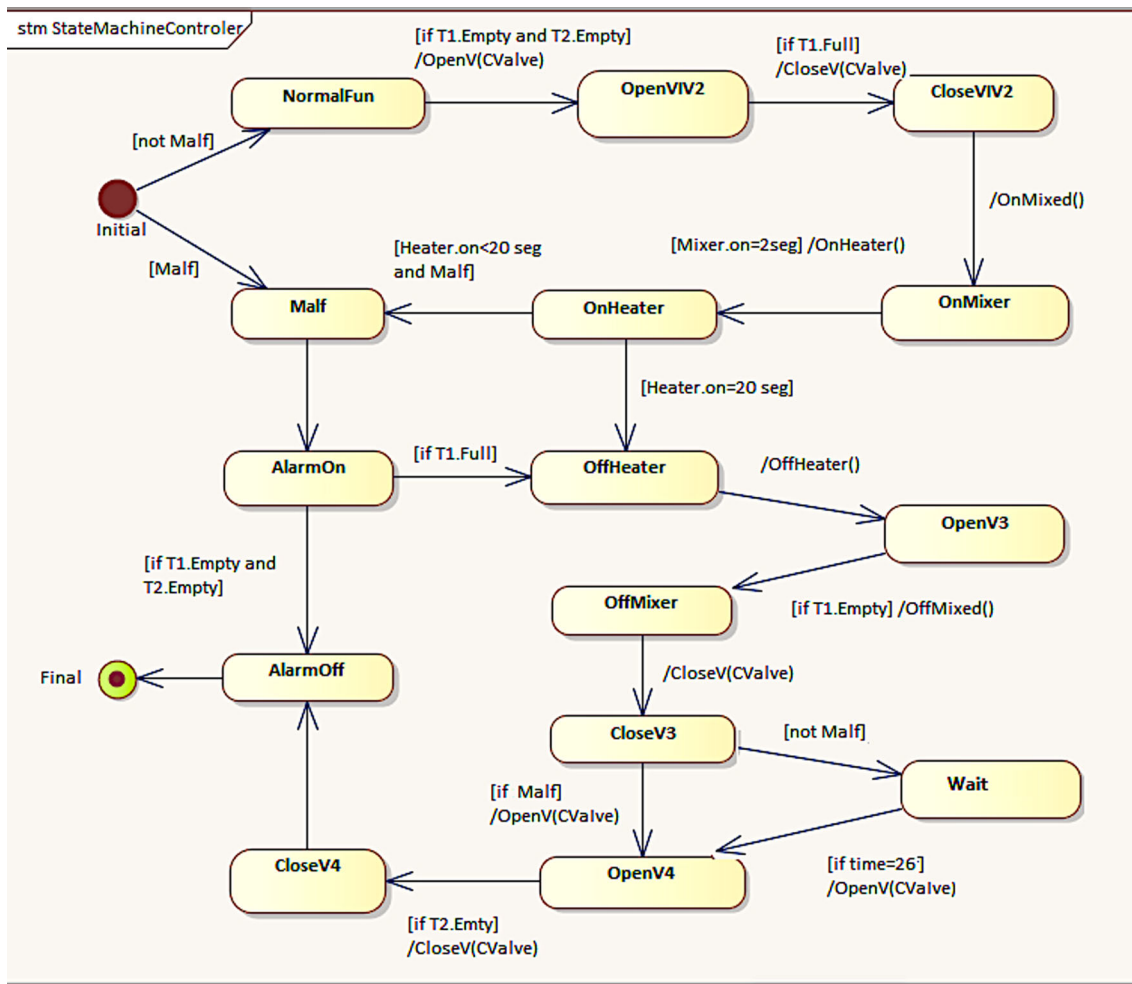 stm StateMachineControler
[if T1.Empty and T2.Empty]
/OpenV(CValve)
[if T1.Full]
/CloseV(CValve)
NormalFun
OpenVIV2
CloseVIV2
[not Malf]
Initial
/OnMixed()
[Malf]
[Heater.on<20 seg
and Malf]
[Mixer.on=2seg] /OnHeater()
Malf
OnHeater
OnMixer
[Heater.on=20 seg]
AlarmOn
[if T1.Full]
OffHeater
/OffHeater()
OpenV3
[if T1.Empty and
T2.Empty]
OffMixer
[if T1.Empty] /OffMixed()
Final
AlarmOff
/CloseV(CValve)
CloseV3
[not Malf]
[if Malf]
/OpenV(CValve)
Wait
CloseV4
OpenV4
[if time=26]
/OpenV(CValve)
[if T2.Emty]
/CloseV(CValve)